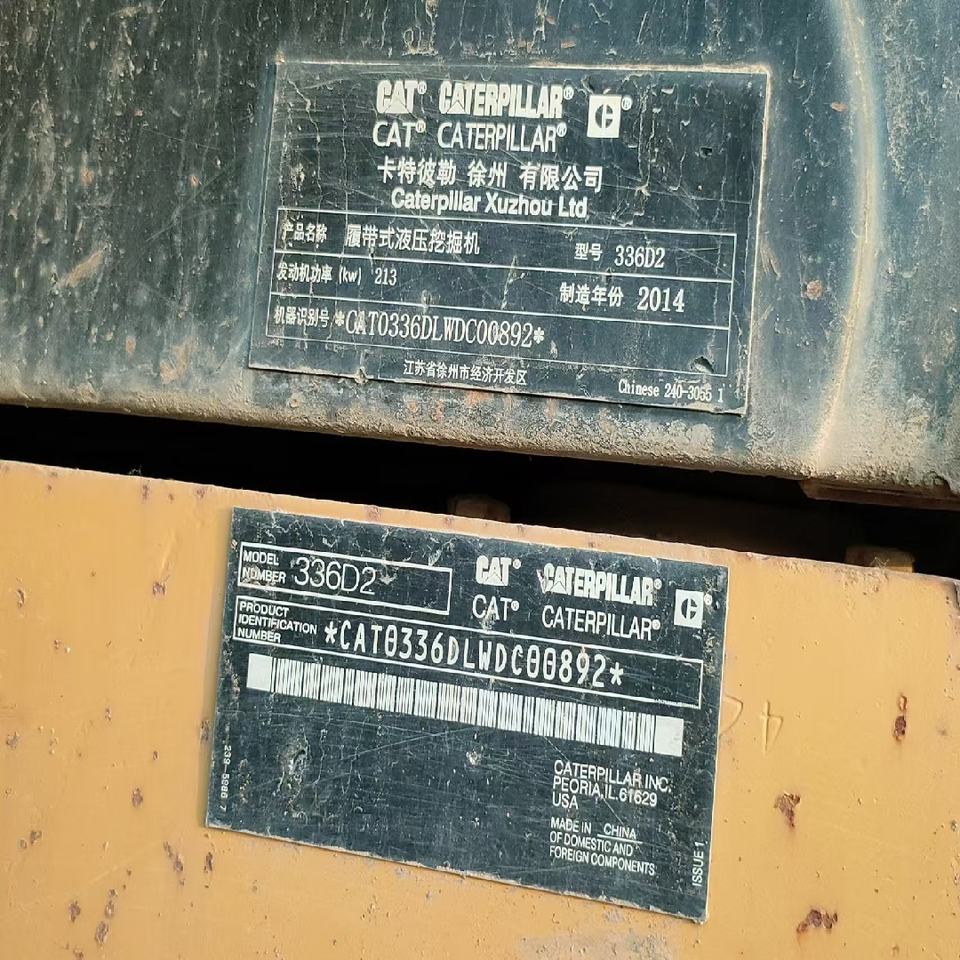 CAT® CATERPILLAR® C®
CAT® CATERPILLAR®
卡特彼勒 徐州 有限公司
Caterpillar Xuzhou Ltd
产品名称 履带式液压挖掘机 型号 336D2
发动机功率 (kw) 213 制造年份 2014
机器识别号 *CAT0336DLWDC00892*
江苏省徐州市经济开发区
Chinese 240-3055 1
MODEL
NUMBER 336D2
CAT® CATERPILLAR® C®
CAT® CATERPILLAR®
PRODUCT
IDENTIFICATION
NUMBER *CAT0336DLWDC00892*
CATERPILLAR INC.
PEORIA, IL 61629
USA
MADE IN CHINA
OF DOMESTIC AND
FOREIGN COMPONENTS
ISSUE 1